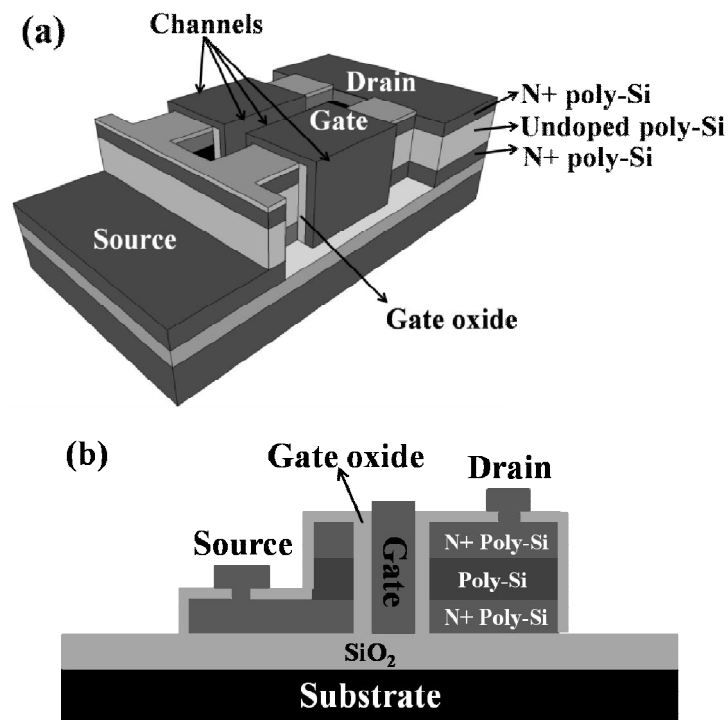 (a)
Channels
Drain
Gate
N+ poly-Si
Undoped poly-Si
N+ poly-Si
Source
Gate oxide
(b)
Gate oxide
Drain
Source
Gate
N+ Poly-Si
Poly-Si
N+ Poly-Si
SiO₂
Substrate